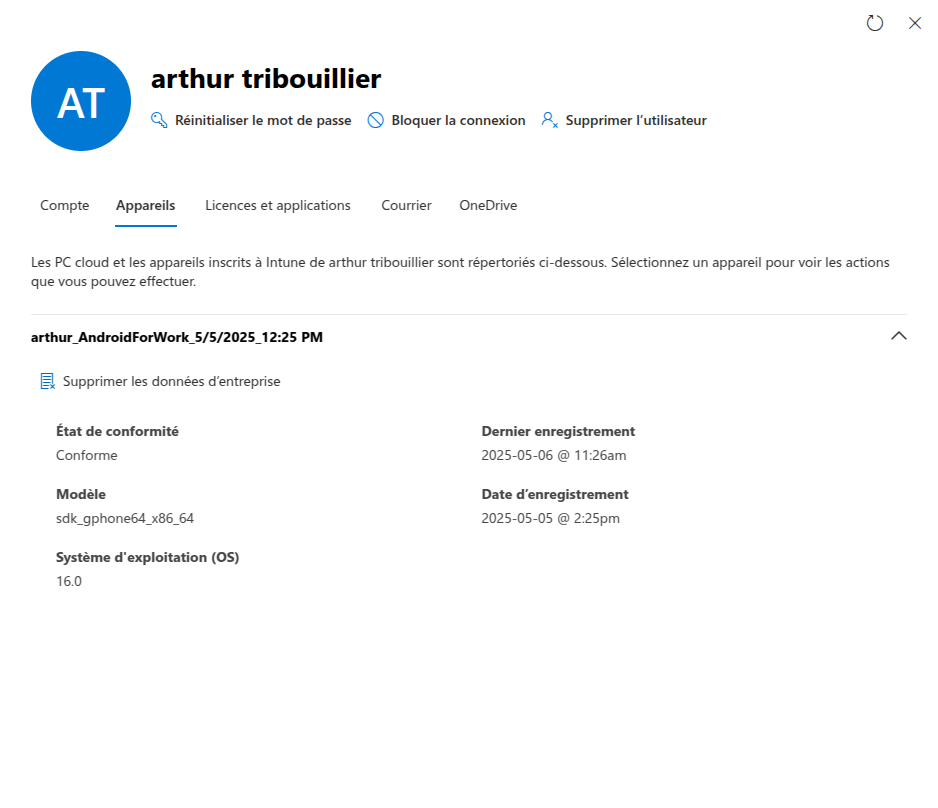 AT
arthur tribouillier
Réinitialiser le mot de passe
Bloquer la connexion
Supprimer l’utilisateur
Compte
Appareils
Licences et applications
Courrier
OneDrive
Les PC cloud et les appareils inscrits à Intune de arthur tribouillier sont répertoriés ci-dessous. Sélectionnez un appareil pour voir les actions
que vous pouvez effectuer.
arthur_AndroidForWork_5/5/2025_12:25 PM
Supprimer les données d’entreprise
État de conformité
Conforme
Dernier enregistrement
2025-05-06 @ 11:26am
Modèle
sdk_gphone64_x86_64
Date d’enregistrement
2025-05-05 @ 2:25pm
Système d'exploitation (OS)
16.0